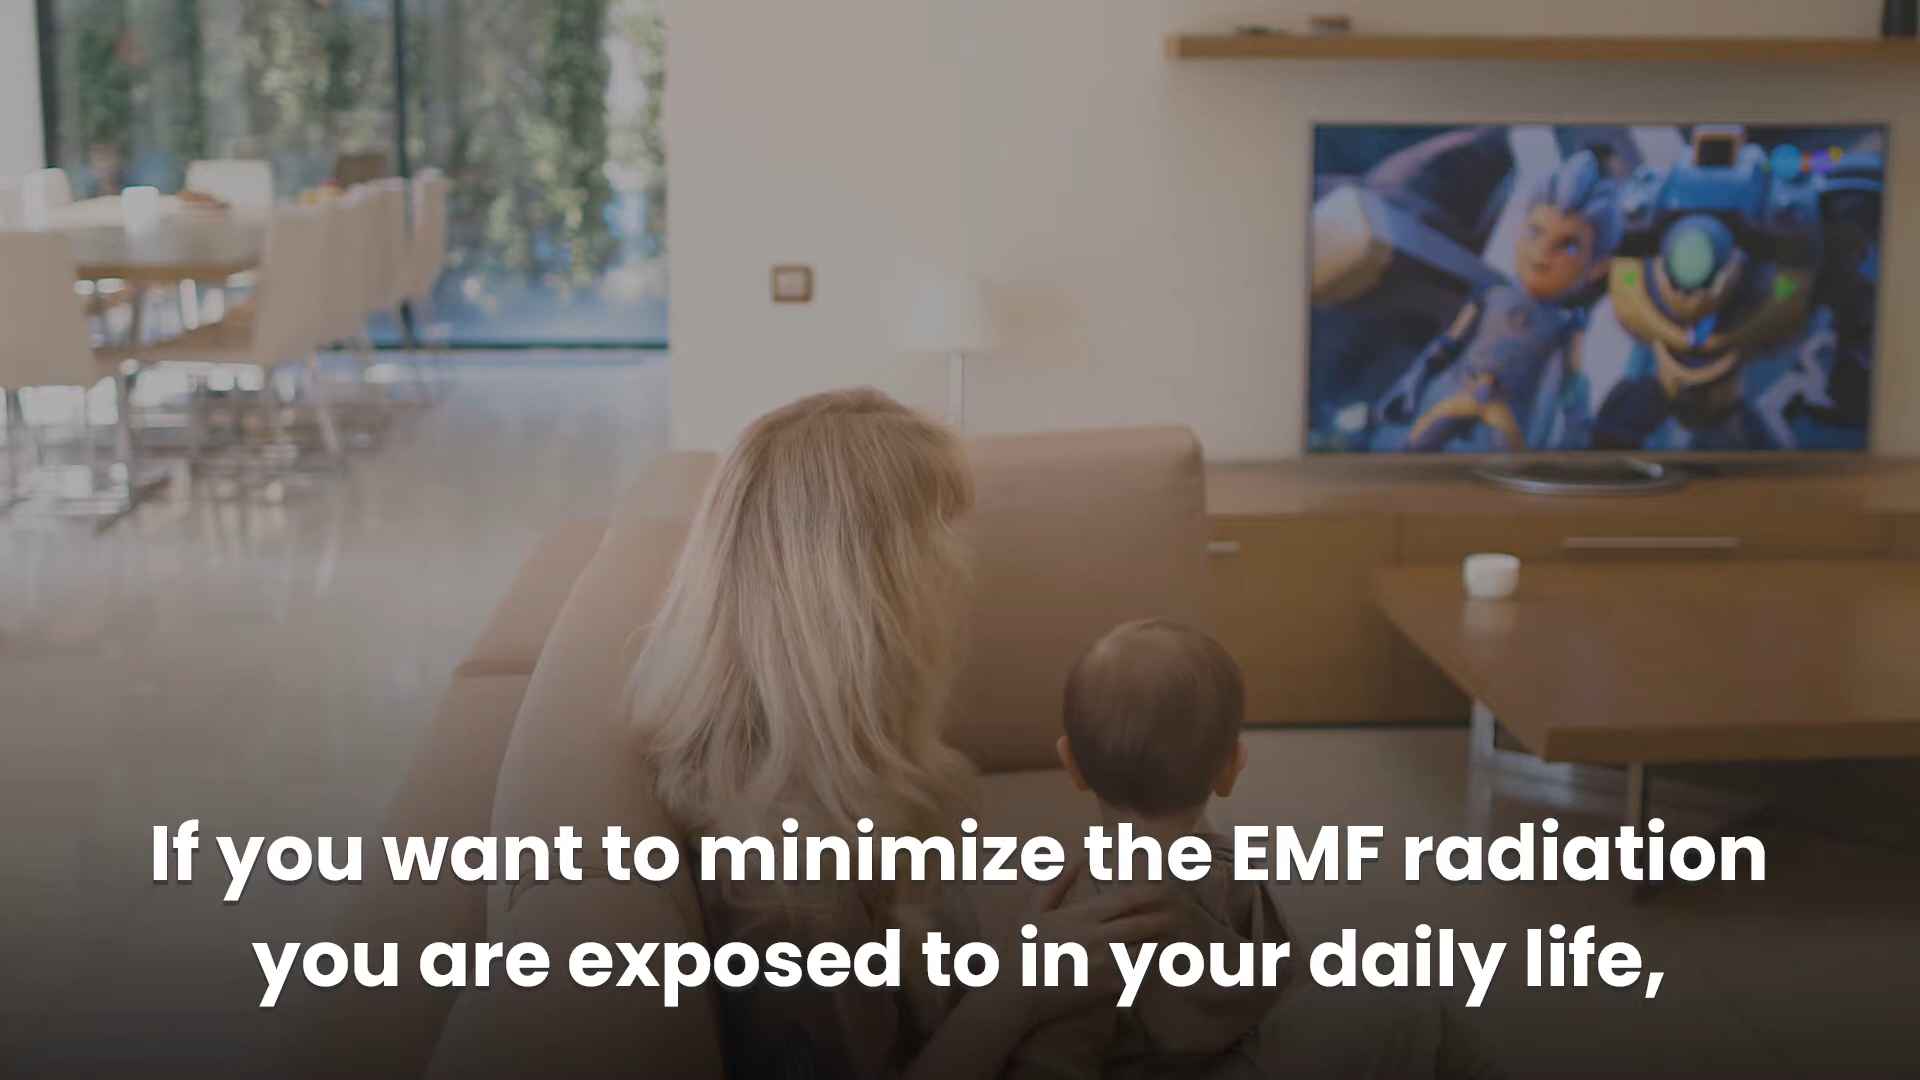 If you want to minimize the EMF radiation
you are exposed to in your daily life,